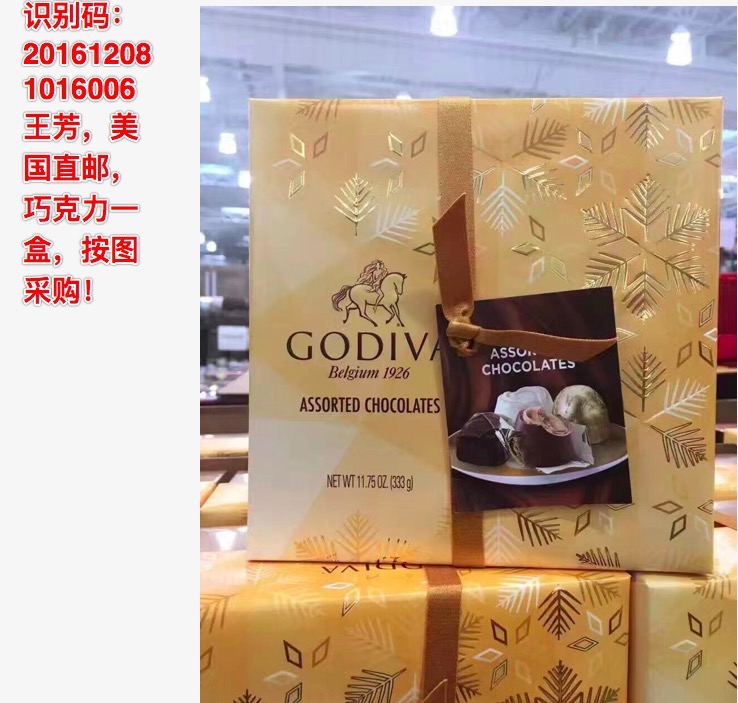 识别码：
20161208
1016006
王芳，美
国直邮，
巧克力一
盒，按图
采购！
GODIVA
Belgium 1926
ASSORTED CHOCOLATES
NET WT 11.75 OZ. (333 g)
CHOCOLATES